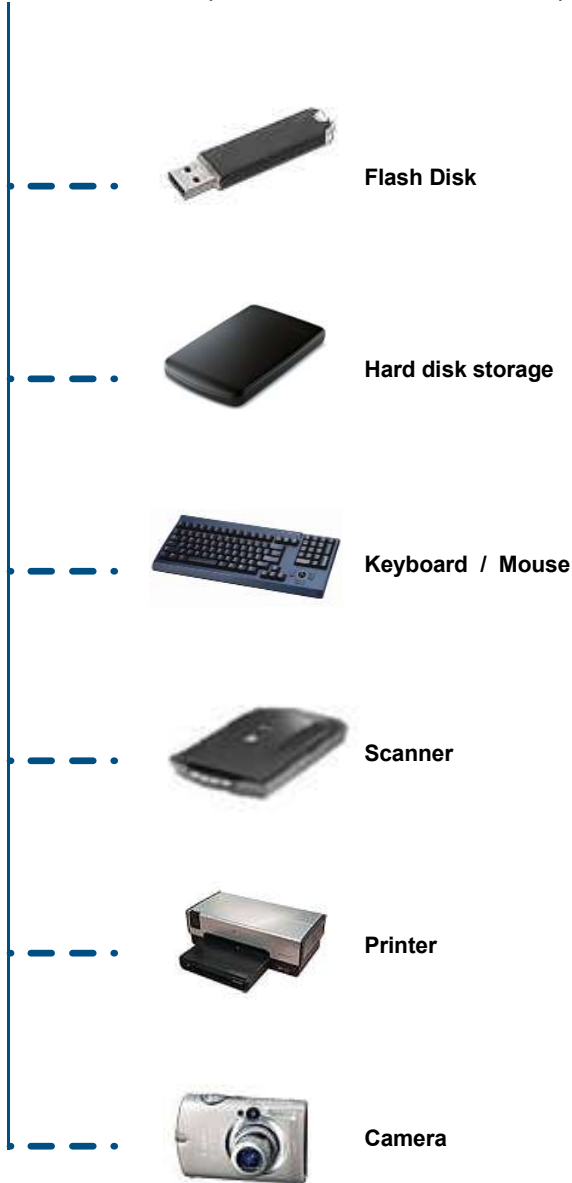 Flash Disk
Hard disk storage
Keyboard / Mouse
Scanner
Printer
Camera